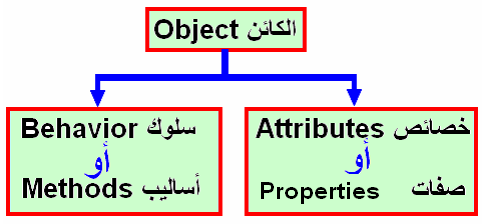 الكائن Object
خصائص Attributes
أو
صفات Properties
سلوك Behavior
أو
أساليب Methods